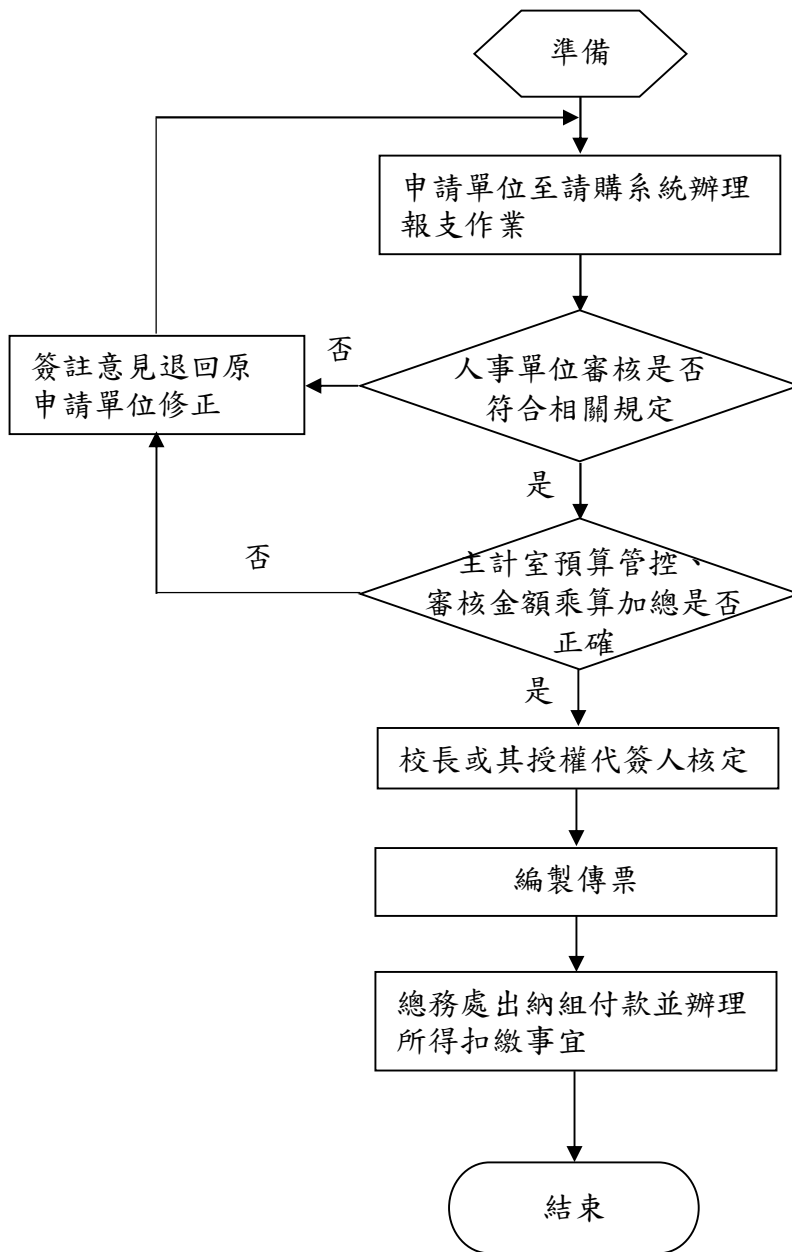 準備
申請單位至請購系統辦理
報支作業
簽註意見退回原
申請單位修正
否
人事單位審核是否
符合相關規定
是
否
主計室預算管控、
審核金額乘算加總是否
正確
是
校長或其授權代簽人核定
編製傳票
總務處出納組付款並辦理
所得扣繳事宜
結束